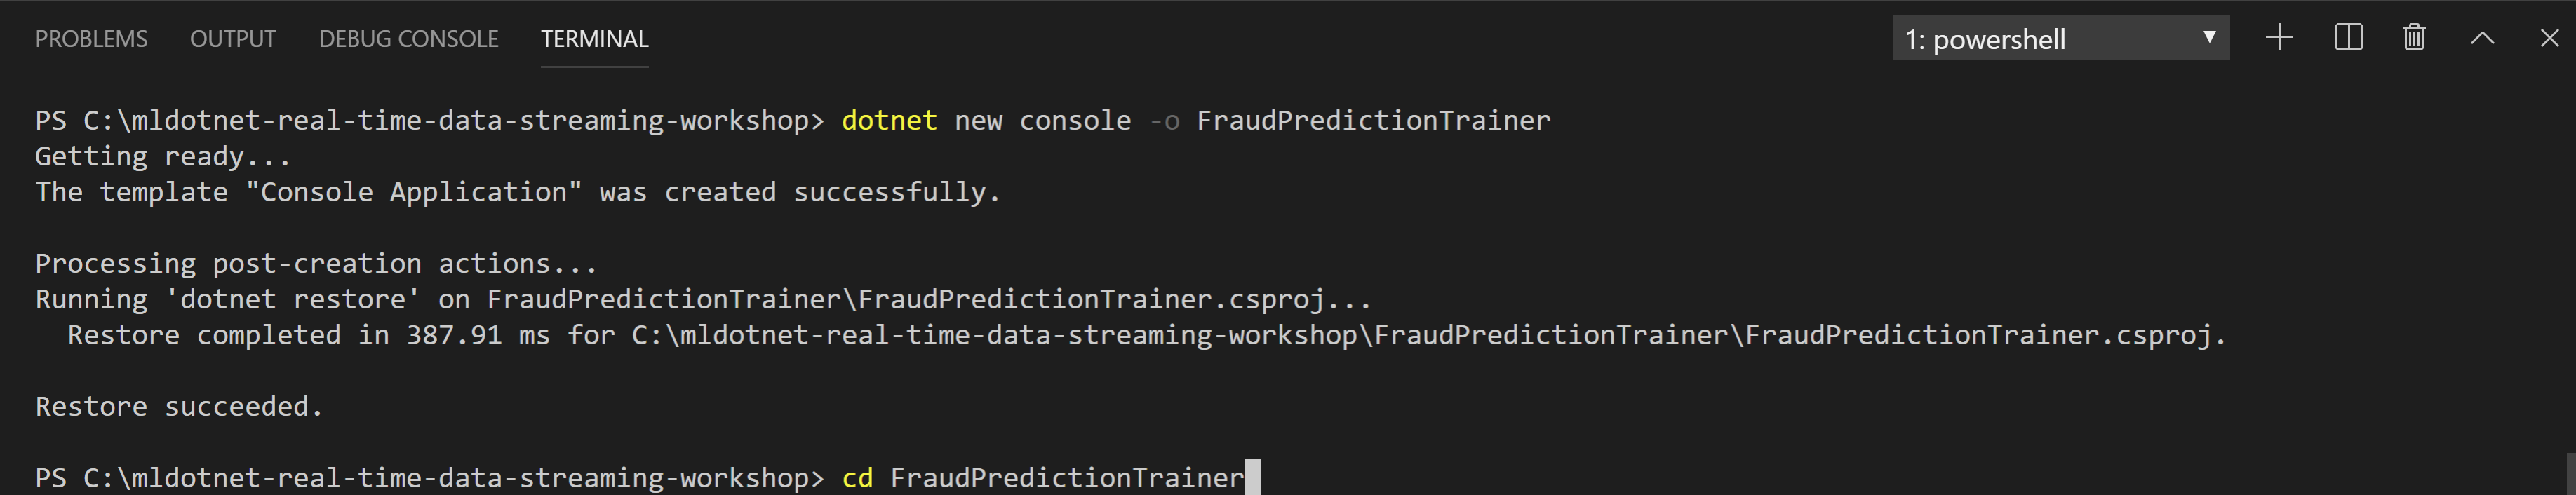 PROBLEMS OUTPUT DEBUG CONSOLE TERMINAL 1: powershell
PS C:\mldotnet-real-time-data-streaming-workshop> dotnet new console -o FraudPredictionTrainer
Getting ready...
The template "Console Application" was created successfully.
Processing post-creation actions...
Running 'dotnet restore' on FraudPredictionTrainer\FraudPredictionTrainer.csproj...
Restore completed in 387.91 ms for C:\mldotnet-real-time-data-streaming-workshop\FraudPredictionTrainer\FraudPredictionTrainer.csproj.
Restore succeeded.
PS C:\mldotnet-real-time-data-streaming-workshop> cd FraudPredictionTrainer